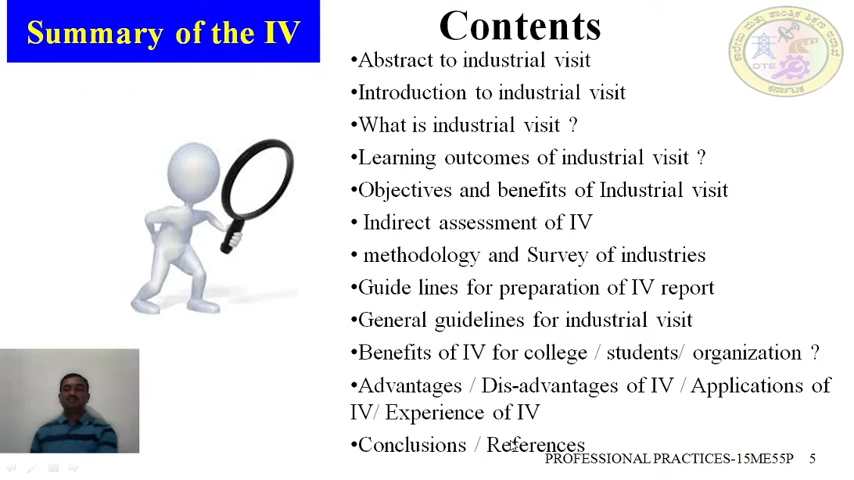 Summary of the IV
Contents
•Abstract to industrial visit
•Introduction to industrial visit
•What is industrial visit ?
•Learning outcomes of industrial visit ?
•Objectives and benefits of Industrial visit
• Indirect assessment of IV
• methodology and Survey of industries
•Guide lines for preparation of IV report
•General guidelines for industrial visit
•Benefits of IV for college / students/ organization ?
•Advantages / Dis-advantages of IV / Applications of
IV/ Experience of IV
•Conclusions / References
PROFESSIONAL PRACTICES-15ME55P 5
DTE
ಕರ್ನಾಟಕ